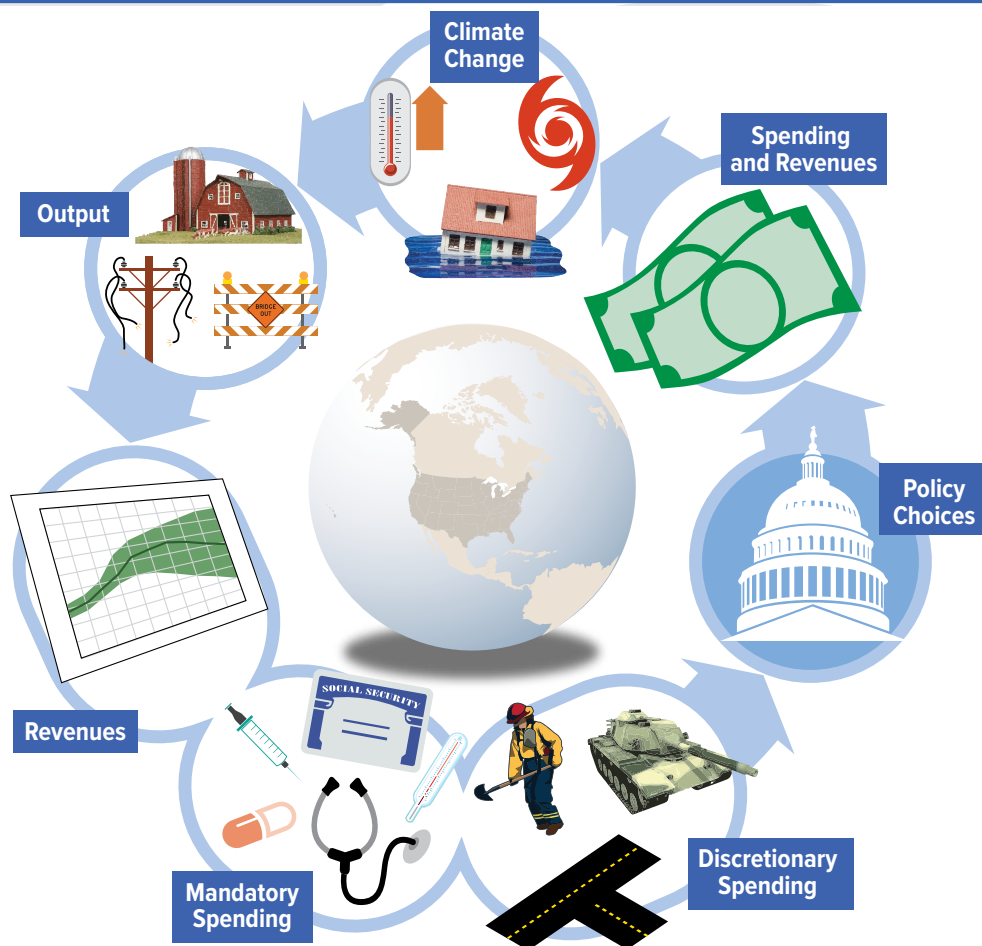 Climate
Change
Spending
and Revenues
Output
BRIDGE
OUT
Policy
Choices
SOCIAL SECURITY
Revenues
Discretionary
Spending
Mandatory
Spending